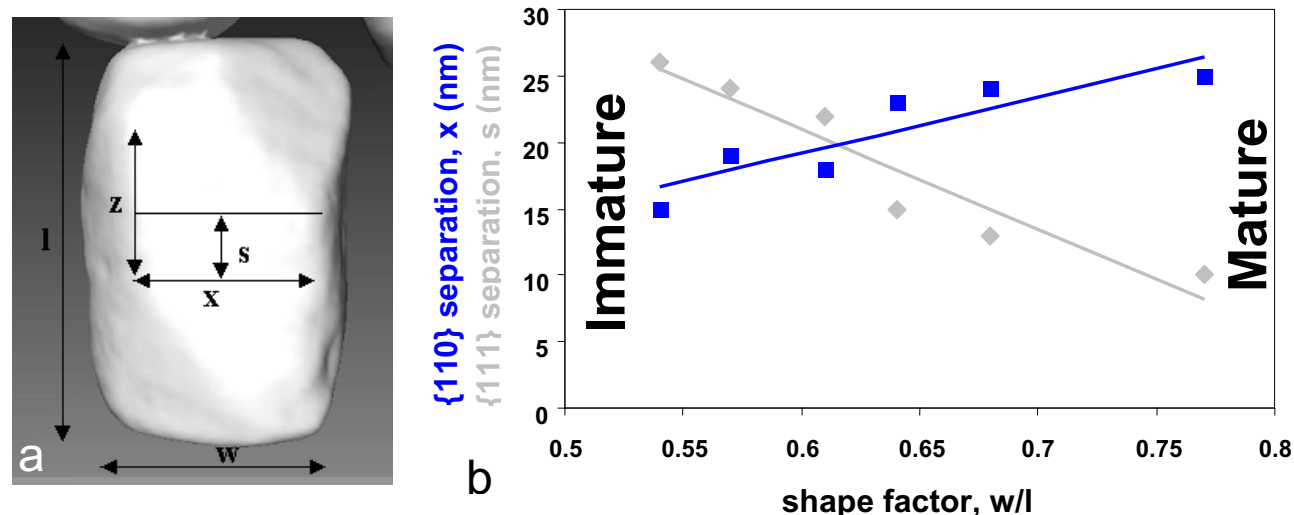 l
z
s
x
w
a
{110} separation, x (nm)
{111} separation, s (nm)
30
25
20
15
10
5
0
Immature
Mature
0.5 0.55 0.6 0.65 0.7 0.75 0.8
b
shape factor, w/l